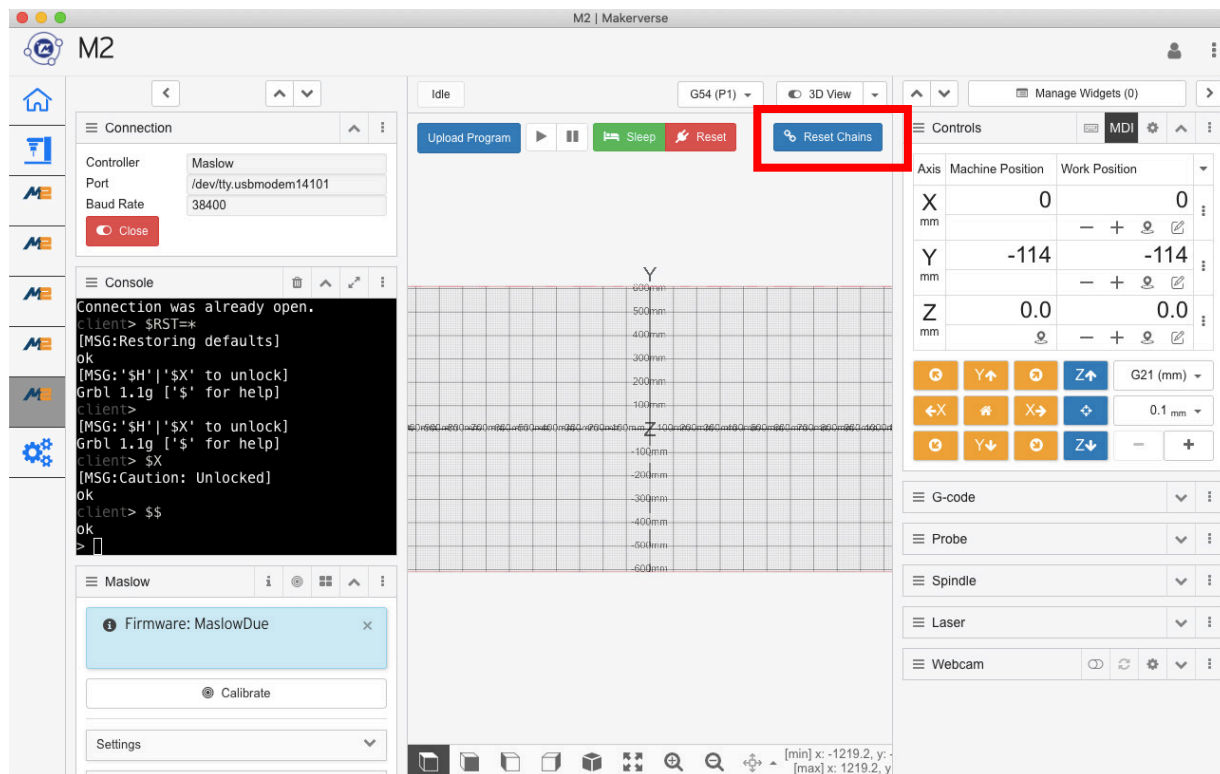 M2 | Makerverse
M2
Connection
Controller Maslow
Port /dev/tty.usbmodem14101
Baud Rate 38400
Close
Console
Connection was already open.
client> $RST=*
[MSG:Restoring defaults]
ok
[MSG:'$H'|'$X' to unlock]
Grbl 1.1g ['$' for help]
client>
[MSG:'$H'|'$X' to unlock]
Grbl 1.1g ['$' for help]
client> $X
[MSG:Caution: Unlocked]
ok
client> $$
ok
>
Maslow
Firmware: MaslowDue
Calibrate
Settings
Idle G54 (P1) 3D View
Upload Program Sleep Reset Reset Chains
Y
600mm
500mm
400mm
300mm
200mm
100mm
Z
-100mm
-200mm
-300mm
-400mm
-500mm
-600mm
[min] x: -1219.2, y: -
[max] x: 1219.2, y
Manage Widgets (0)
Controls MDI
Axis Machine Position Work Position
X 0 0
mm
Y -114 -114
mm
Z 0.0 0.0
mm
Y Z G21 (mm)
X X 0.1 mm
Y Z − +
G-code
Probe
Spindle
Laser
Webcam